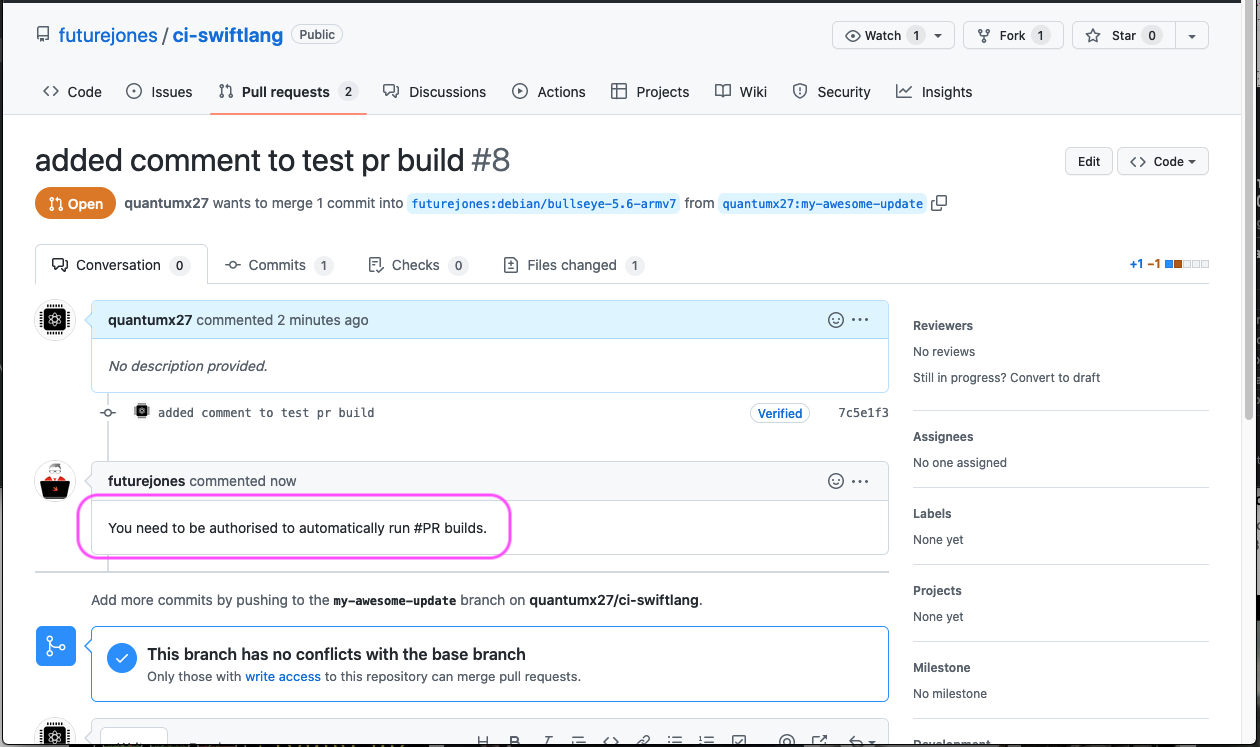 futurejones / ci-swiftlang Public
Watch 1 Fork 1 Star 0
Code Issues Pull requests 2 Discussions Actions Projects Wiki Security Insights
added comment to test pr build #8
Edit Code
Open quantumx27 wants to merge 1 commit into futurejones:debian/bullseye-5.6-armv7 from quantumx27:my-awesome-update
Conversation 0 Commits 1 Checks 0 Files changed 1
+1 −1
quantumx27 commented 2 minutes ago
No description provided.
added comment to test pr build Verified 7c5e1f3
futurejones commented now
You need to be authorised to automatically run #PR builds.
Add more commits by pushing to the my-awesome-update branch on quantumx27/ci-swiftlang.
This branch has no conflicts with the base branch
Only those with write access to this repository can merge pull requests.
Reviewers
No reviews
Still in progress? Convert to draft
Assignees
No one assigned
Labels
None yet
Projects
None yet
Milestone
No milestone
Development